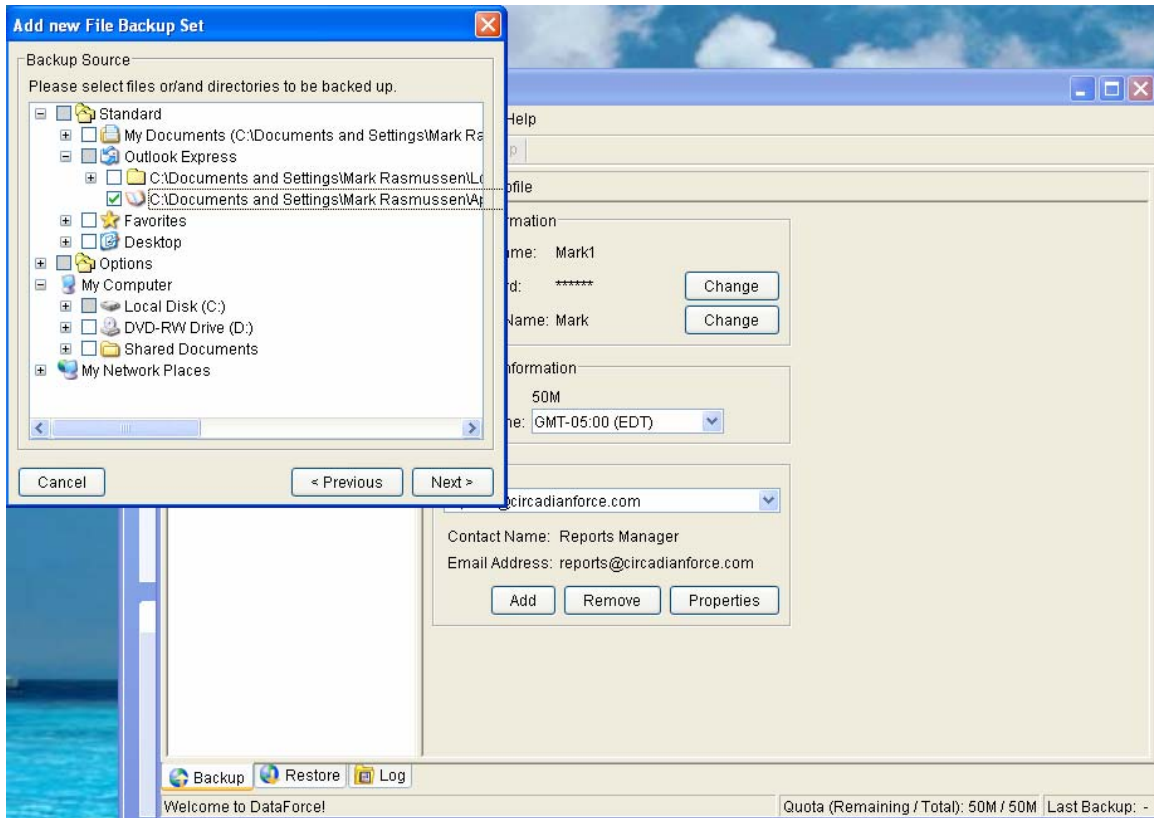 Add new File Backup Set
Backup Source
Please select files or/and directories to be backed up.
Standard
My Documents (C:\Documents and Settings\Mark Ra
Outlook Express
C:\Documents and Settings\Mark Rasmussen\Lo
C:\Documents and Settings\Mark Rasmussen\Ap
Favorites
Desktop
Options
My Computer
Local Disk (C:)
DVD-RW Drive (D:)
Shared Documents
My Network Places
Cancel
< Previous
Next >
Help
p
ofile
rmation
ame: Mark1
rd: ******
Change
Name: Mark
Change
nformation
50M
ne: GMT-05:00 (EDT)
@circadianforce.com
Contact Name: Reports Manager
Email Address: reports@circadianforce.com
Add
Remove
Properties
Backup
Restore
Log
Welcome to DataForce!
Quota (Remaining / Total): 50M / 50M
Last Backup: -